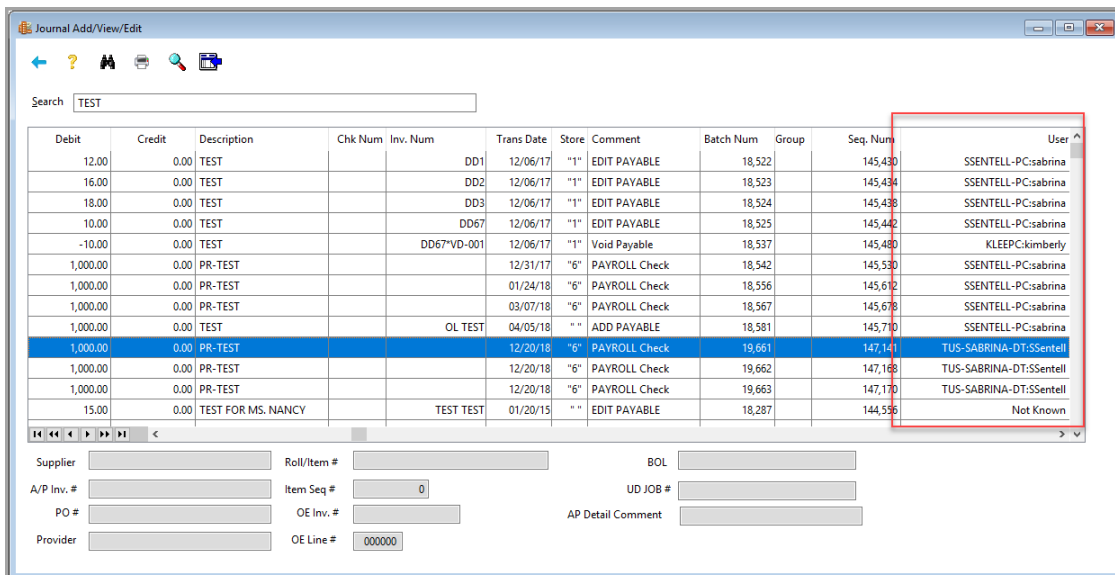 Journal Add/View/Edit
Search TEST
Debit Credit Description Chk Num Inv. Num Trans Date Store Comment Batch Num Group Seq. Num User
12.00 0.00 TEST DD1 12/06/17 "1" EDIT PAYABLE 18,522 145,430 SSENTELL-PC:sabrina
16.00 0.00 TEST DD2 12/06/17 "1" EDIT PAYABLE 18,523 145,434 SSENTELL-PC:sabrina
18.00 0.00 TEST DD3 12/06/17 "1" EDIT PAYABLE 18,524 145,438 SSENTELL-PC:sabrina
10.00 0.00 TEST DD67 12/06/17 "1" EDIT PAYABLE 18,525 145,442 SSENTELL-PC:sabrina
-10.00 0.00 TEST DD67*VD-001 12/06/17 "1" Void Payable 18,537 145,480 KLEEPC:kimberly
1,000.00 0.00 PR-TEST 12/31/17 "6" PAYROLL Check 18,542 145,530 SSENTELL-PC:sabrina
1,000.00 0.00 PR-TEST 01/24/18 "6" PAYROLL Check 18,556 145,612 SSENTELL-PC:sabrina
1,000.00 0.00 PR-TEST 03/07/18 "6" PAYROLL Check 18,567 145,678 SSENTELL-PC:sabrina
1,000.00 0.00 TEST OL TEST 04/05/18 " " ADD PAYABLE 18,581 145,710 SSENTELL-PC:sabrina
1,000.00 0.00 PR-TEST 12/20/18 "6" PAYROLL Check 19,661 147,141 TUS-SABRINA-DT:SSentell
1,000.00 0.00 PR-TEST 12/20/18 "6" PAYROLL Check 19,662 147,168 TUS-SABRINA-DT:SSentell
1,000.00 0.00 PR-TEST 12/20/18 "6" PAYROLL Check 19,663 147,170 TUS-SABRINA-DT:SSentell
15.00 0.00 TEST FOR MS. NANCY TEST TEST 01/20/15 " " EDIT PAYABLE 18,287 144,556 Not Known
Supplier Roll/Item # BOL
A/P Inv. # Item Seq # 0 UD JOB #
PO # OE Inv. # AP Detail Comment
Provider OE Line # 000000